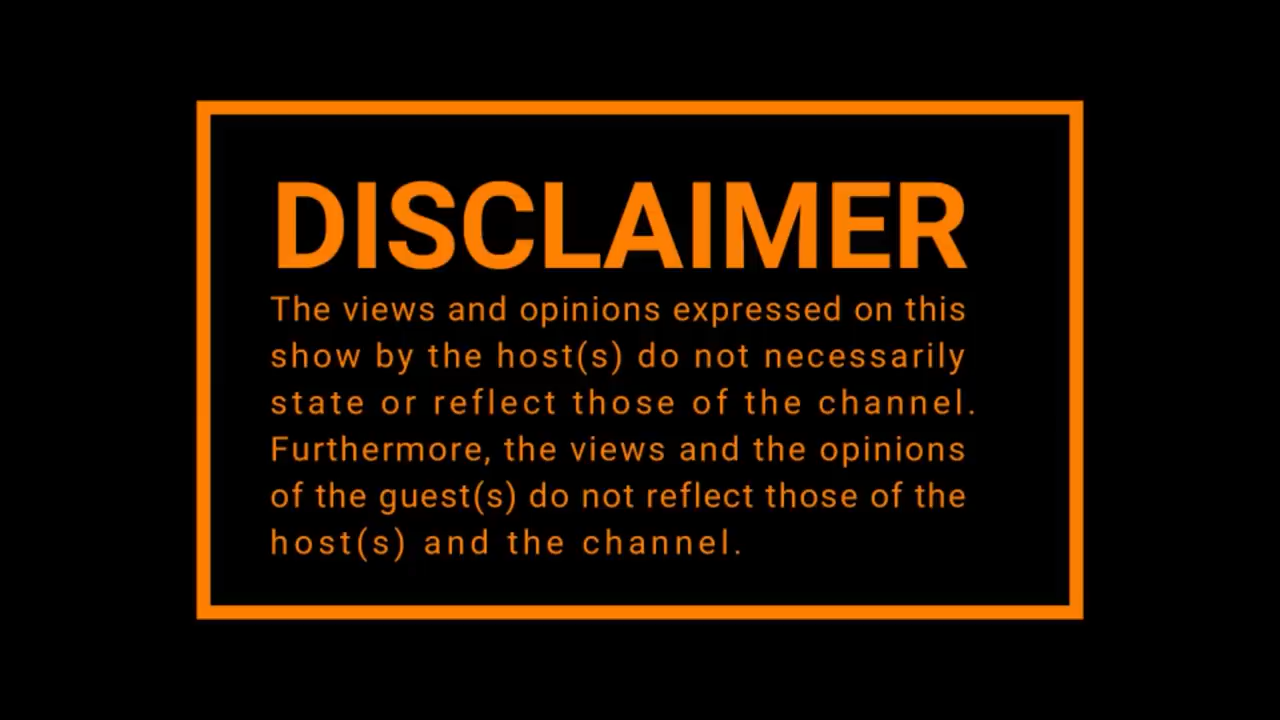 DISCLAIMER
The views and opinions expressed on this
show by the host(s) do not necessarily
state or reflect those of the channel.
Furthermore, the views and the opinions
of the guest(s) do not reflect those of the
host(s) and the channel.